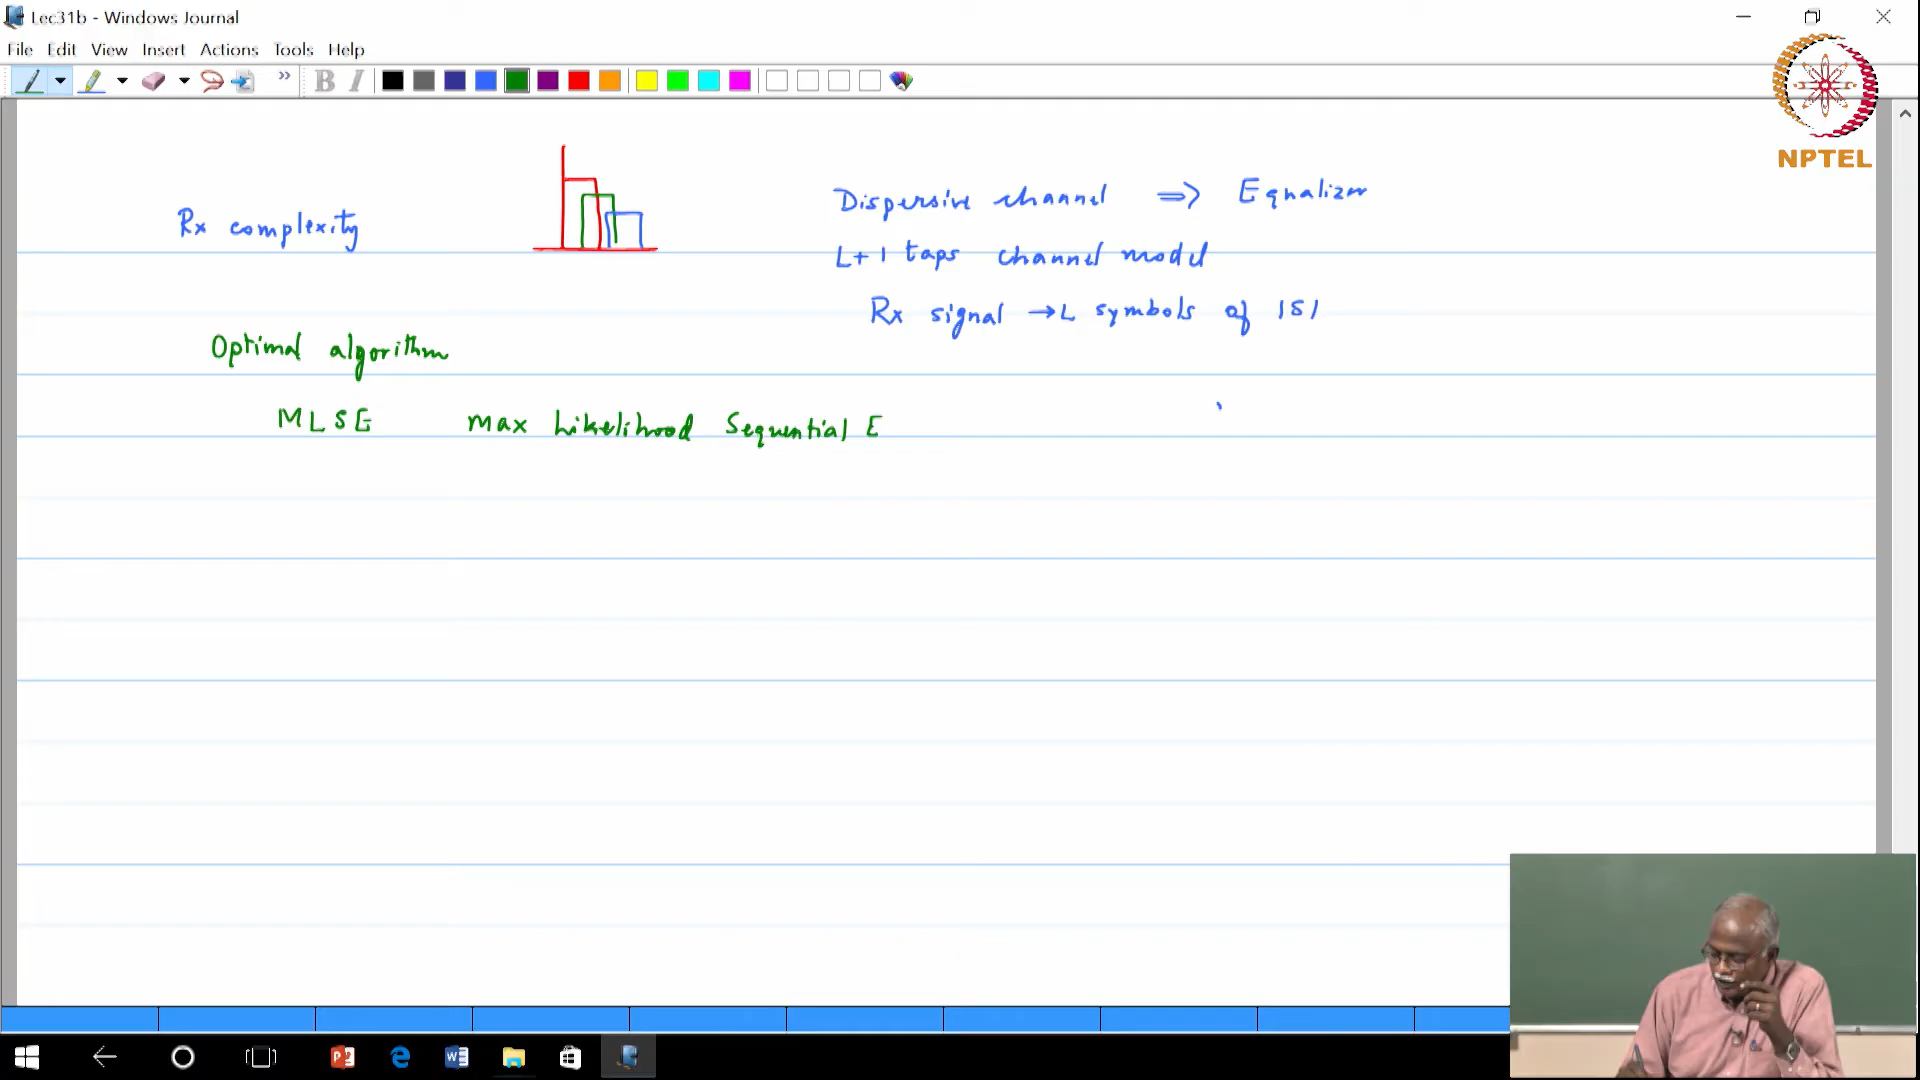 Lec31b - Windows Journal
File Edit View Insert Actions Tools Help
B I
NPTEL
Rx complexity
Dispersive channel ⇒ Equalizer
L+1 taps channel model
Rx signal → L symbols of ISI
Optimal algorithm
MLSE max Likelihood Sequential E